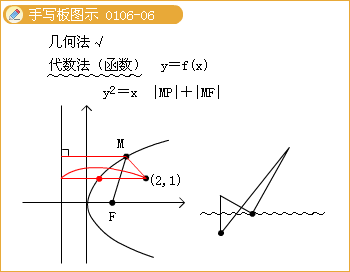 手写板图示 0106-06
几何法√
代数法(函数) y=f(x)
y²=x |MP|+|MF|
M
(2,1)
F